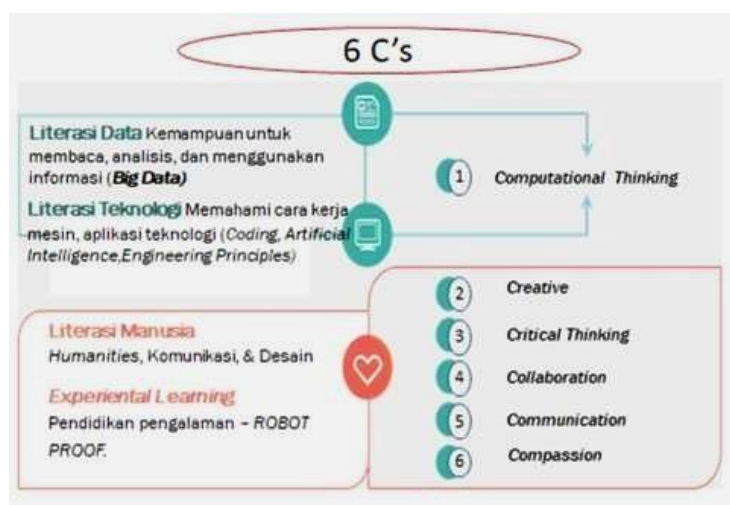 6 C's
Literasi Data Kemampuan untuk
membaca, analisis, dan menggunakan
informasi (Big Data)
Literasi Teknologi Memahami cara kerja
mesin, aplikasi teknologi (Coding, Artificial
Intelligence,Engineering Principles)
1 Computational Thinking
Literasi Manusia
Humanities, Komunikasi, & Desain
Experiental Learning
Pendidikan pengalaman – ROBOT
PROOF.
2 Creative
3 Critical Thinking
4 Collaboration
5 Communication
6 Compassion